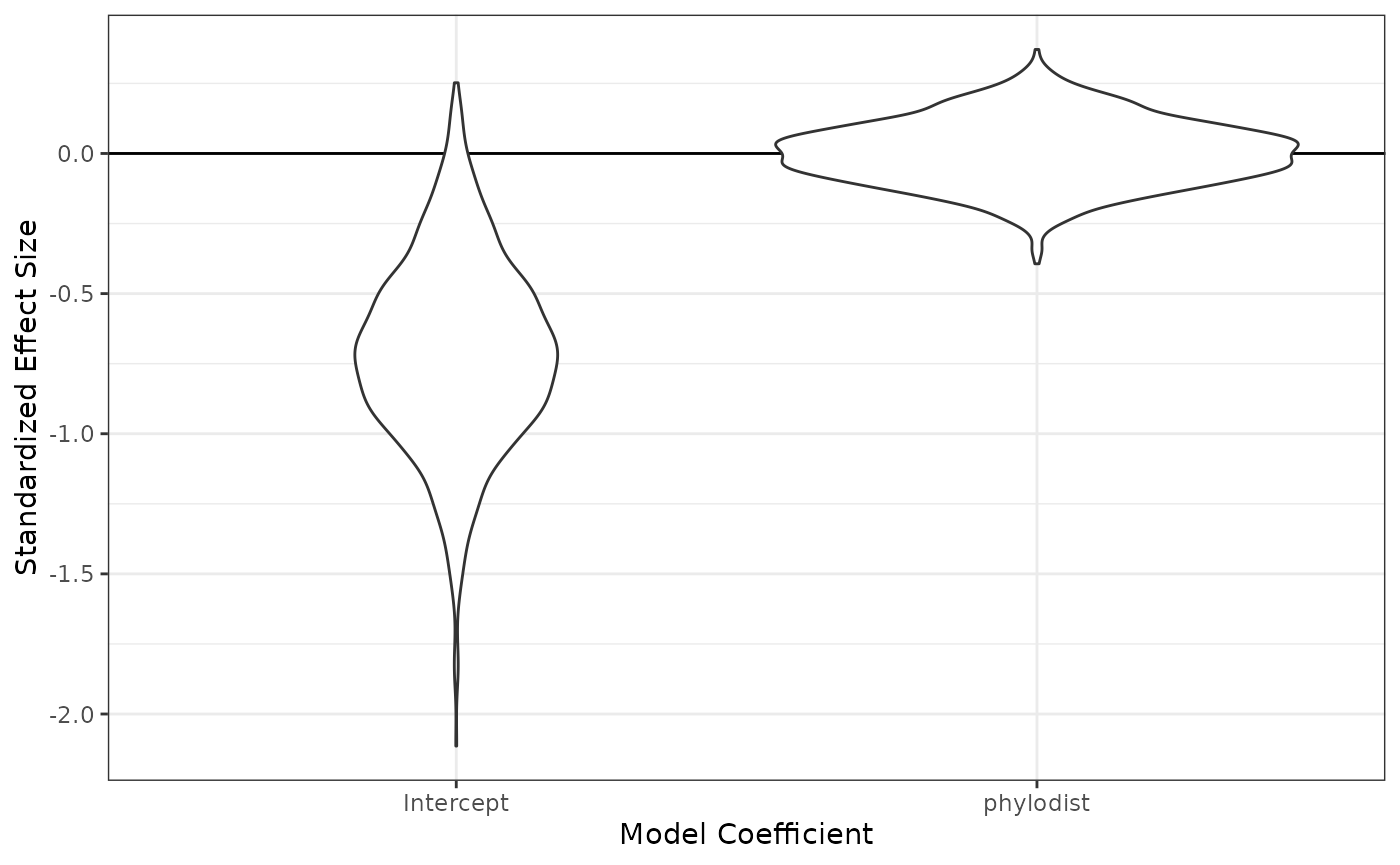 Standardized Effect Size
0.0
-0.5
-1.0
-1.5
-2.0
Intercept
phylodist
Model Coefficient